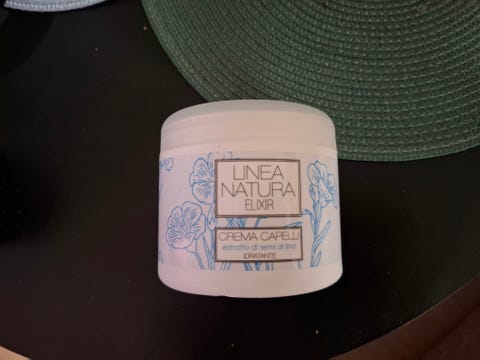 LINEA
NATURA
ELIXIR
CREMA CAPELLI
estratto di semi di lino
IDRATANTE